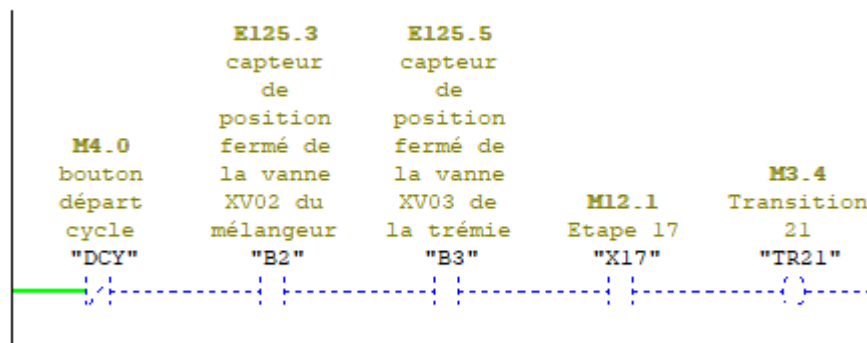 M4.0
bouton
départ
cycle
"DCY"
E125.3
capteur
de
position
fermé de
la vanne
XV02 du
mélangeur
"B2"
E125.5
capteur
de
position
fermé de
la vanne
XV03 de
la trémie
"B3"
M12.1
Etape 17
"X17"
M3.4
Transition
21
"TR21"